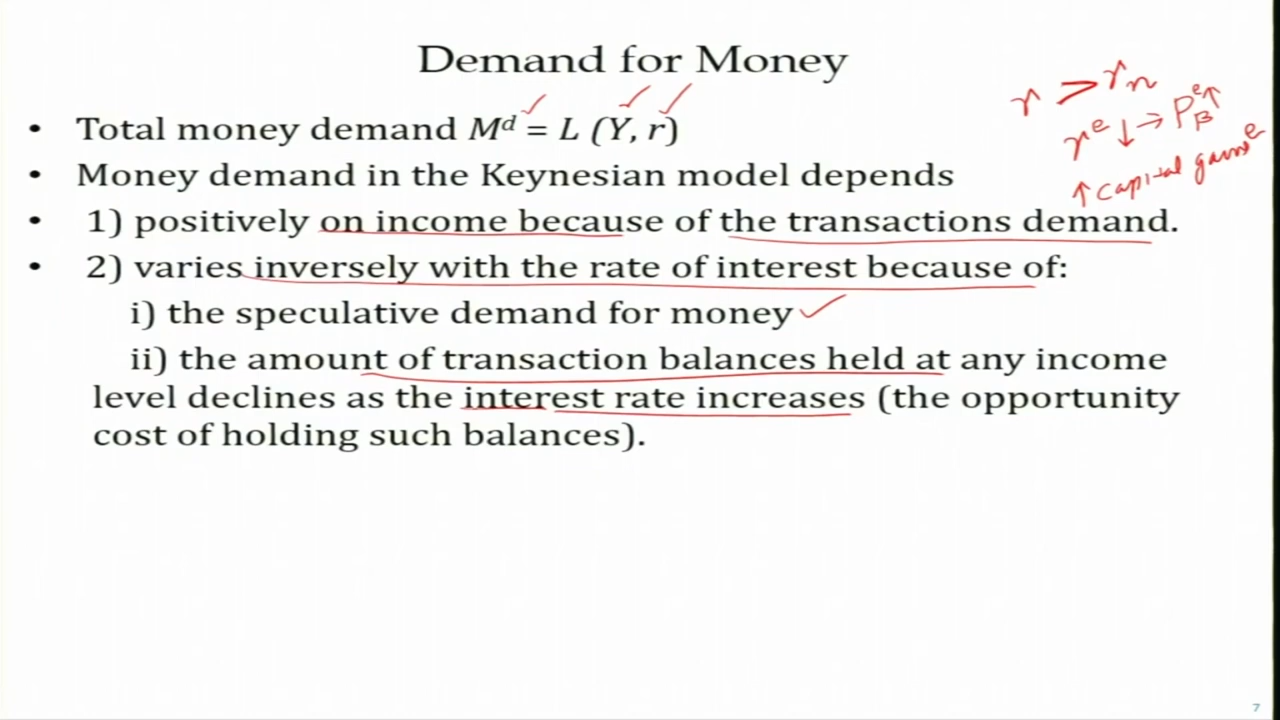 Demand for Money
• Total money demand Mᵈ = L (Y, r)
• Money demand in the Keynesian model depends
• 1) positively on income because of the transactions demand.
• 2) varies inversely with the rate of interest because of:
i) the speculative demand for money
ii) the amount of transaction balances held at any income
level declines as the interest rate increases (the opportunity
cost of holding such balances).
r > rₙ
rᵉ ↓ → Pᵉ_B ↑
↑ capital gainᵉ
7